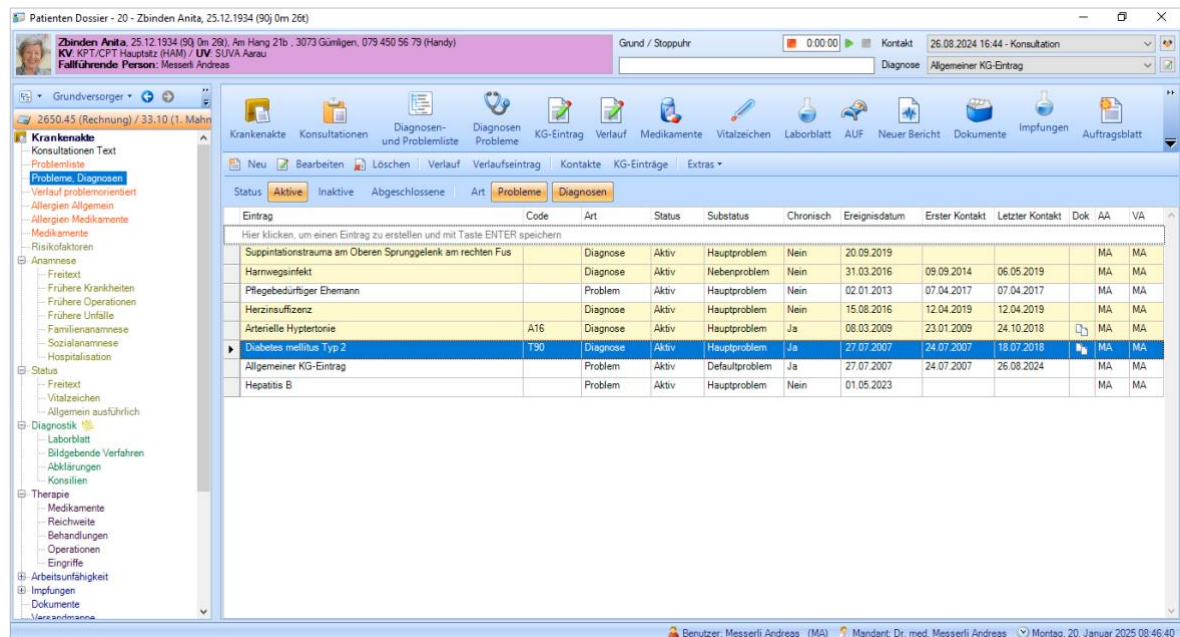 Patienten Dossier - 20 - Zbinden Anita, 25.12.1934 (90j 0m 26t)
Zbinden Anita, 25.12.1934 (90j 0m 26t), Am Hang 21b , 3073 Gümligen, 079 450 56 79 (Handy)
KV: KPT/CPT Hauptsitz (HAM) / UV: SUVA Aarau
Fallführende Person: Messerli Andreas
Grund / Stoppuhr
0:00:00
Kontakt 26.08.2024 16:44 - Konsultation
Diagnose Allgemeiner KG-Eintrag
Grundversorger
2650.45 (Rechnung) / 33.10 (1. Mahn
Krankenakte
Konsultationen Text
Problemliste
Probleme, Diagnosen
Verlauf problemorientiert
Allergien Allgemein
Allergien Medikamente
Medikamente
Risikofaktoren
Anamnese
Freitext
Frühere Krankheiten
Frühere Operationen
Frühere Unfälle
Familienanamnese
Sozialanamnese
Hospitalisation
Status
Freitext
Vitalzeichen
Allgemein ausführlich
Diagnostik
Laborblatt
Bildgebende Verfahren
Abklärungen
Konsilien
Therapie
Medikamente
Reichweite
Behandlungen
Operationen
Eingriffe
Arbeitsunfähigkeit
Impfungen
Dokumente
Versandmappe
Krankenakte Konsultationen Diagnosen- und Problemliste Diagnosen Probleme KG-Eintrag Verlauf Medikamente Vitalzeichen Laborblatt AUF Neuer Bericht Dokumente Impfungen Auftragsblatt
Neu Bearbeiten Löschen Verlauf Verlaufseintrag Kontakte KG-Einträge Extras
Status Aktive Inaktive Abgeschlossene Art Probleme Diagnosen
Eintrag Code Art Status Substatus Chronisch Ereignisdatum Erster Kontakt Letzter Kontakt Dok AA VA
Hier klicken, um einen Eintrag zu erstellen und mit Taste ENTER speichern
Suppintationstrauma am Oberen Sprunggelenk am rechten Fus Diagnose Aktiv Hauptproblem Nein 20.09.2019 MA MA
Harnwegsinfekt Diagnose Aktiv Nebenproblem Nein 31.03.2016 09.09.2014 06.05.2019 MA MA
Pflegebedürftiger Ehemann Problem Aktiv Hauptproblem Nein 02.01.2013 07.04.2017 07.04.2017 MA MA
Herzinsuffizenz Diagnose Aktiv Hauptproblem Nein 15.08.2016 12.04.2019 12.04.2019 MA MA
Arterielle Hyptertonie A16 Diagnose Aktiv Hauptproblem Ja 08.03.2009 23.01.2009 24.10.2018 MA MA
Diabetes mellitus Typ 2 T90 Diagnose Aktiv Hauptproblem Ja 27.07.2007 24.07.2007 18.07.2018 MA MA
Allgemeiner KG-Eintrag Problem Aktiv Defaultproblem Ja 27.07.2007 24.07.2007 26.08.2024 MA MA
Hepatitis B Problem Aktiv Hauptproblem Nein 01.05.2023 MA MA
Benutzer: Messerli Andreas (MA) Mandant: Dr. med. Messerli Andreas Montag, 20. Januar 2025 08:46:40